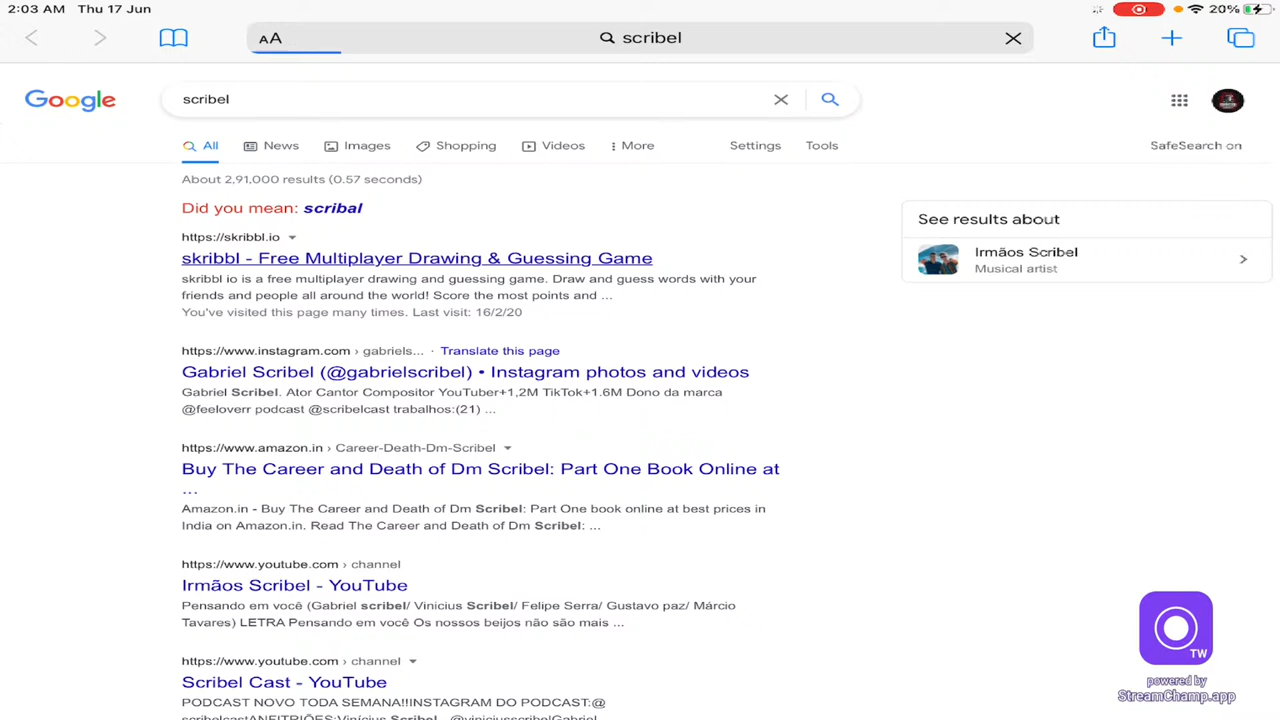 2:03 AM Thu 17 Jun
20%
AA
scribel
Google
scribel
All
News
Images
Shopping
Videos
More
Settings
Tools
SafeSearch on
About 2,91,000 results (0.57 seconds)
Did you mean: scribal
See results about
Irmãos Scribel
Musical artist
https://skribbl.io
skribbl - Free Multiplayer Drawing & Guessing Game
skribbl io is a free multiplayer drawing and guessing game. Draw and guess words with your
friends and people all around the world! Score the most points and ...
You've visited this page many times. Last visit: 16/2/20
https://www.instagram.com › gabriels... · Translate this page
Gabriel Scribel (@gabrielscribel) • Instagram photos and videos
Gabriel Scribel. Ator Cantor Compositor YouTuber+1,2M TikTok+1.6M Dono da marca
@feeloverr podcast @scribelcast trabalhos:(21) ...
https://www.amazon.in › Career-Death-Dm-Scribel
Buy The Career and Death of Dm Scribel: Part One Book Online at
...
Amazon.in - Buy The Career and Death of Dm Scribel: Part One book online at best prices in
India on Amazon.in. Read The Career and Death of Dm Scribel: ...
https://www.youtube.com › channel
Irmãos Scribel - YouTube
Pensando em você (Gabriel scribel/ Vinicius Scribel/ Felipe Serra/ Gustavo paz/ Márcio
Tavares) LETRA Pensando em você Os nossos beijos não são mais ...
https://www.youtube.com › channel
Scribel Cast - YouTube
PODCAST NOVO TODA SEMANA!!!INSTAGRAM DO PODCAST:@
scribelcastANFITRIÕES:Vinícius Scribel - @viniciusscribelGabriel
TW
powered by
StreamChamp.app